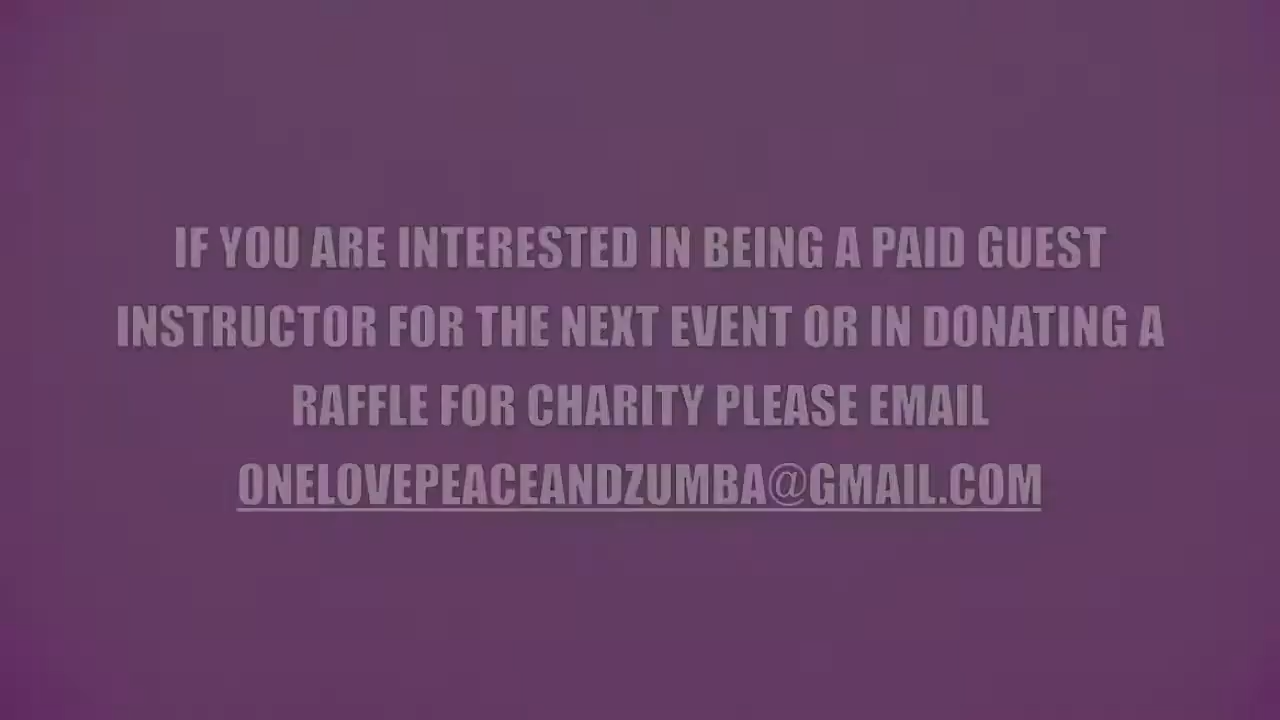 IF YOU ARE INTERESTED IN BEING A PAID GUEST
INSTRUCTOR FOR THE NEXT EVENT OR IN DONATING A
RAFFLE FOR CHARITY PLEASE EMAIL
ONELOVEPEACEANDZUMBA@GMAIL.COM